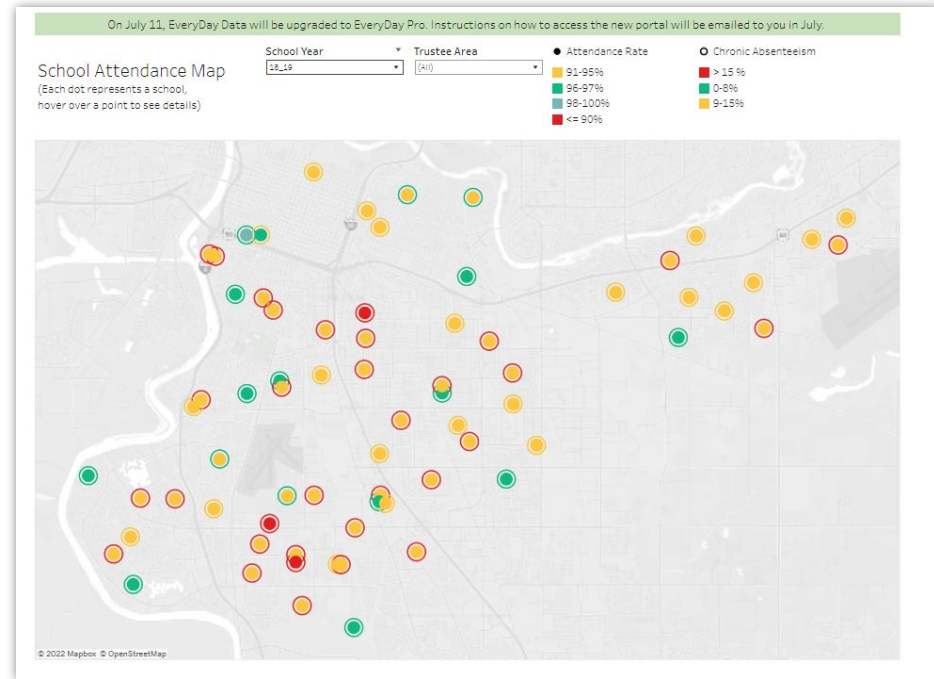 On July 11, EveryDay Data will be upgraded to EveryDay Pro. Instructions on how to access the new portal will be emailed to you in July.
School Attendance Map
(Each dot represents a school,
hover over a point to see details)
School Year
18_19
Trustee Area
(All)
Attendance Rate
91-95%
96-97%
98-100%
<= 90%
Chronic Absenteeism
> 15 %
0-8%
9-15%
© 2022 Mapbox © OpenStreetMap